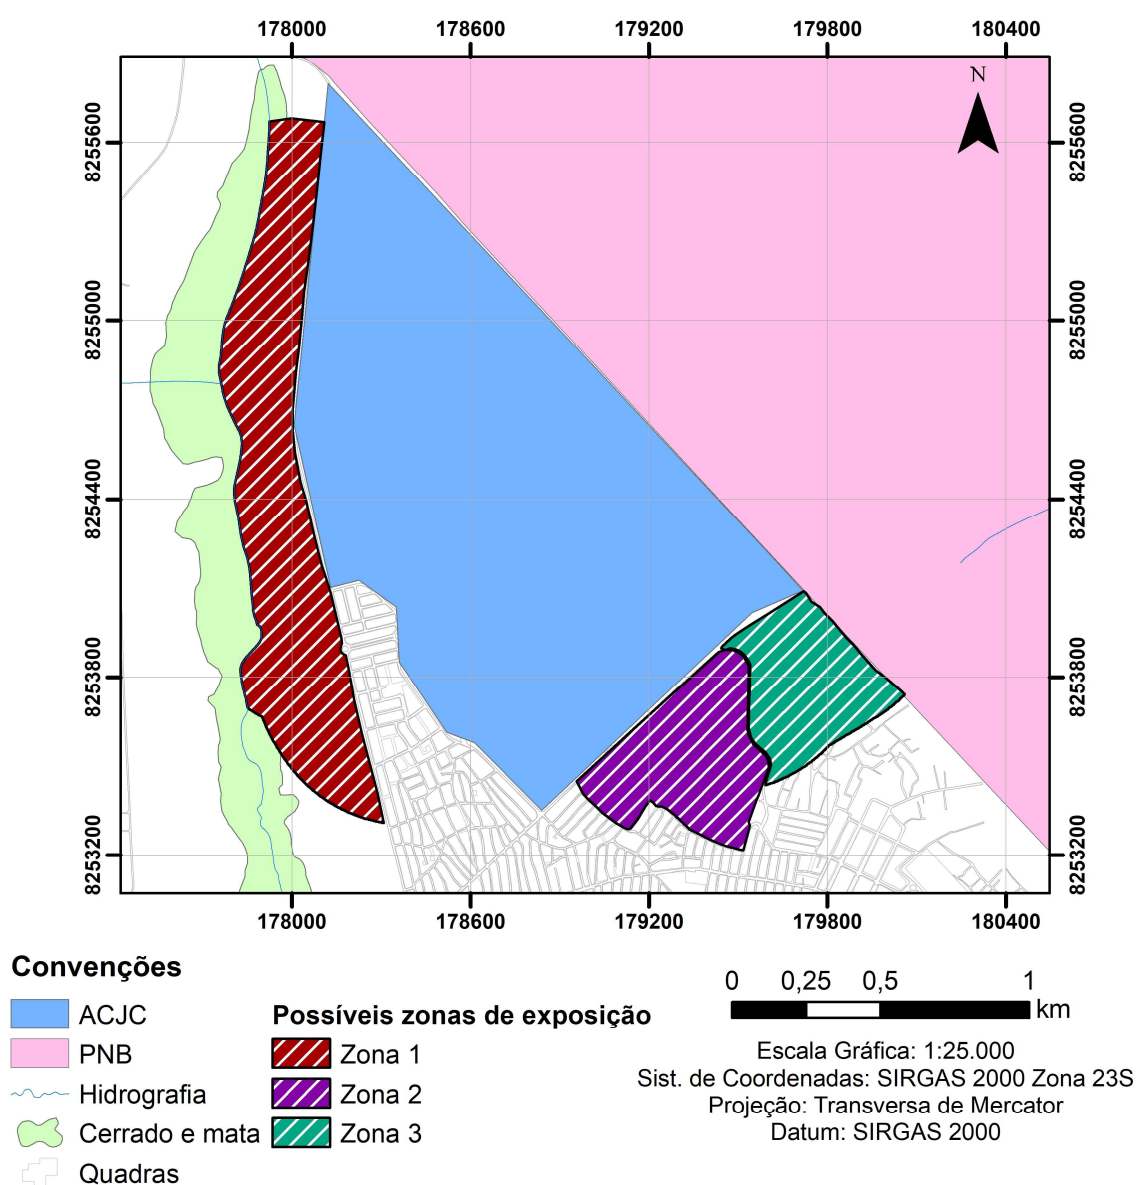 178000 178600 179200 179800 180400
N
8255600 8255600
8255000 8255000
8254400 8254400
8253800 8253800
8253200 8253200
178000 178600 179200 179800 180400
Convenções
ACJC
PNB
Hidrografia
Cerrado e mata
Quadras
Possíveis zonas de exposição
Zona 1
Zona 2
Zona 3
0 0,25 0,5 1
km
Escala Gráfica: 1:25.000
Sist. de Coordenadas: SIRGAS 2000 Zona 23S
Projeção: Transversa de Mercator
Datum: SIRGAS 2000